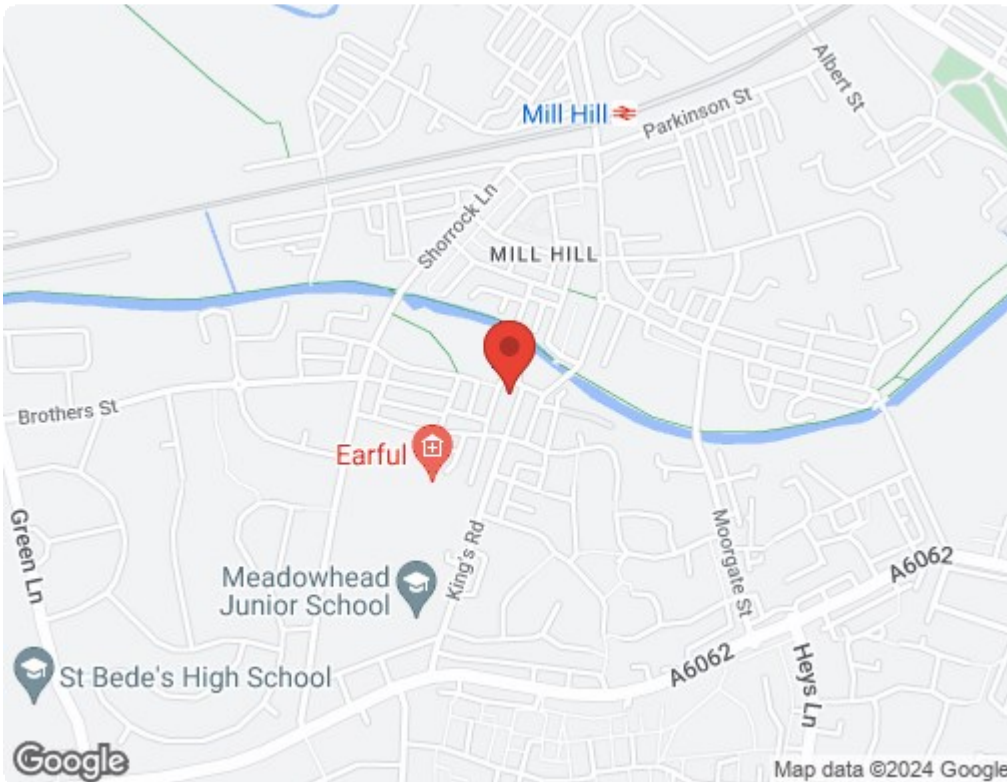 Albert St
Mill Hill
Parkinson St
Shorrock Ln
MILL HILL
Brothers St
Earful
Green Ln
King's Rd
Moorgate St
A6062
Meadowhead
Junior School
A6062
St Bede's High School
Heys Ln
Google
Map data ©2024 Google